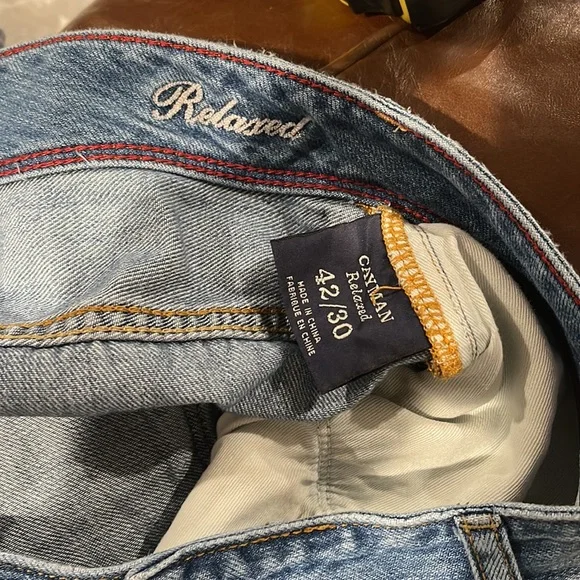 Relaxed
CAYMAN
Relaxed
42/30
MADE IN CHINA
FABRIQUE EN CHINE